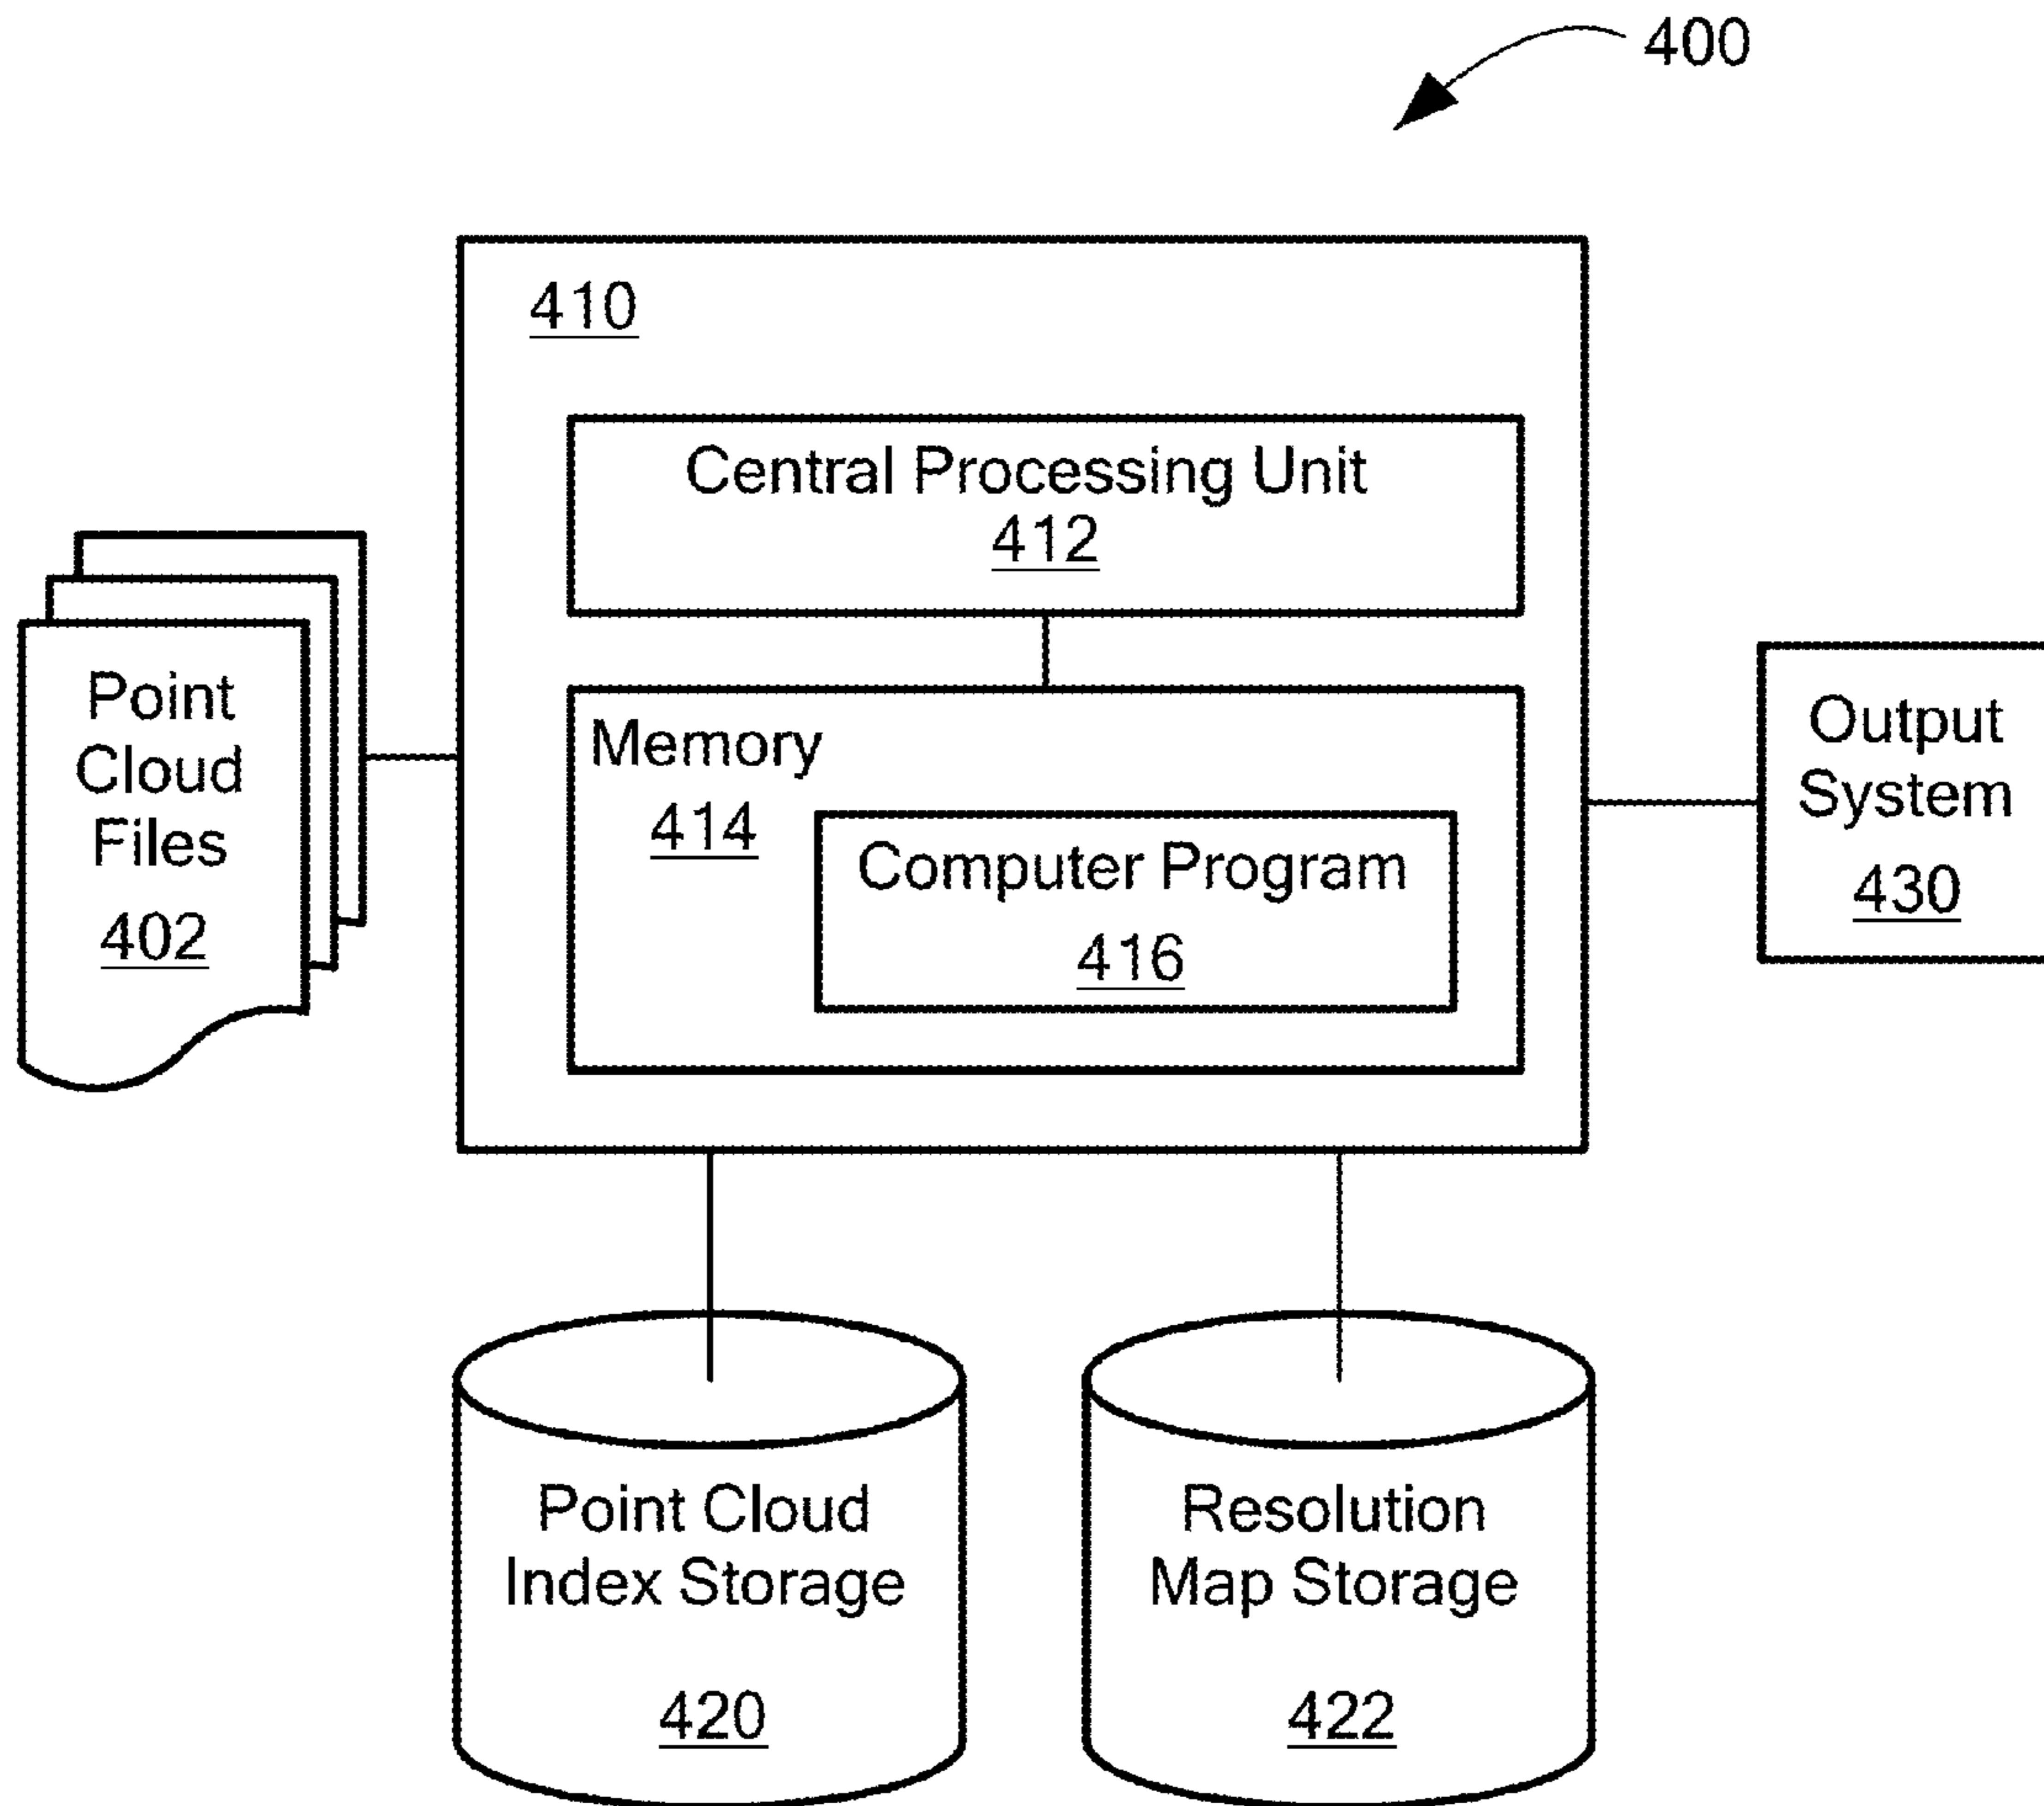 400
410
Central Processing Unit
412
Point
Cloud
Files
402
Memory
414
Computer Program
416
Output
System
430
Point Cloud
Index Storage
420
Resolution
Map Storage
422